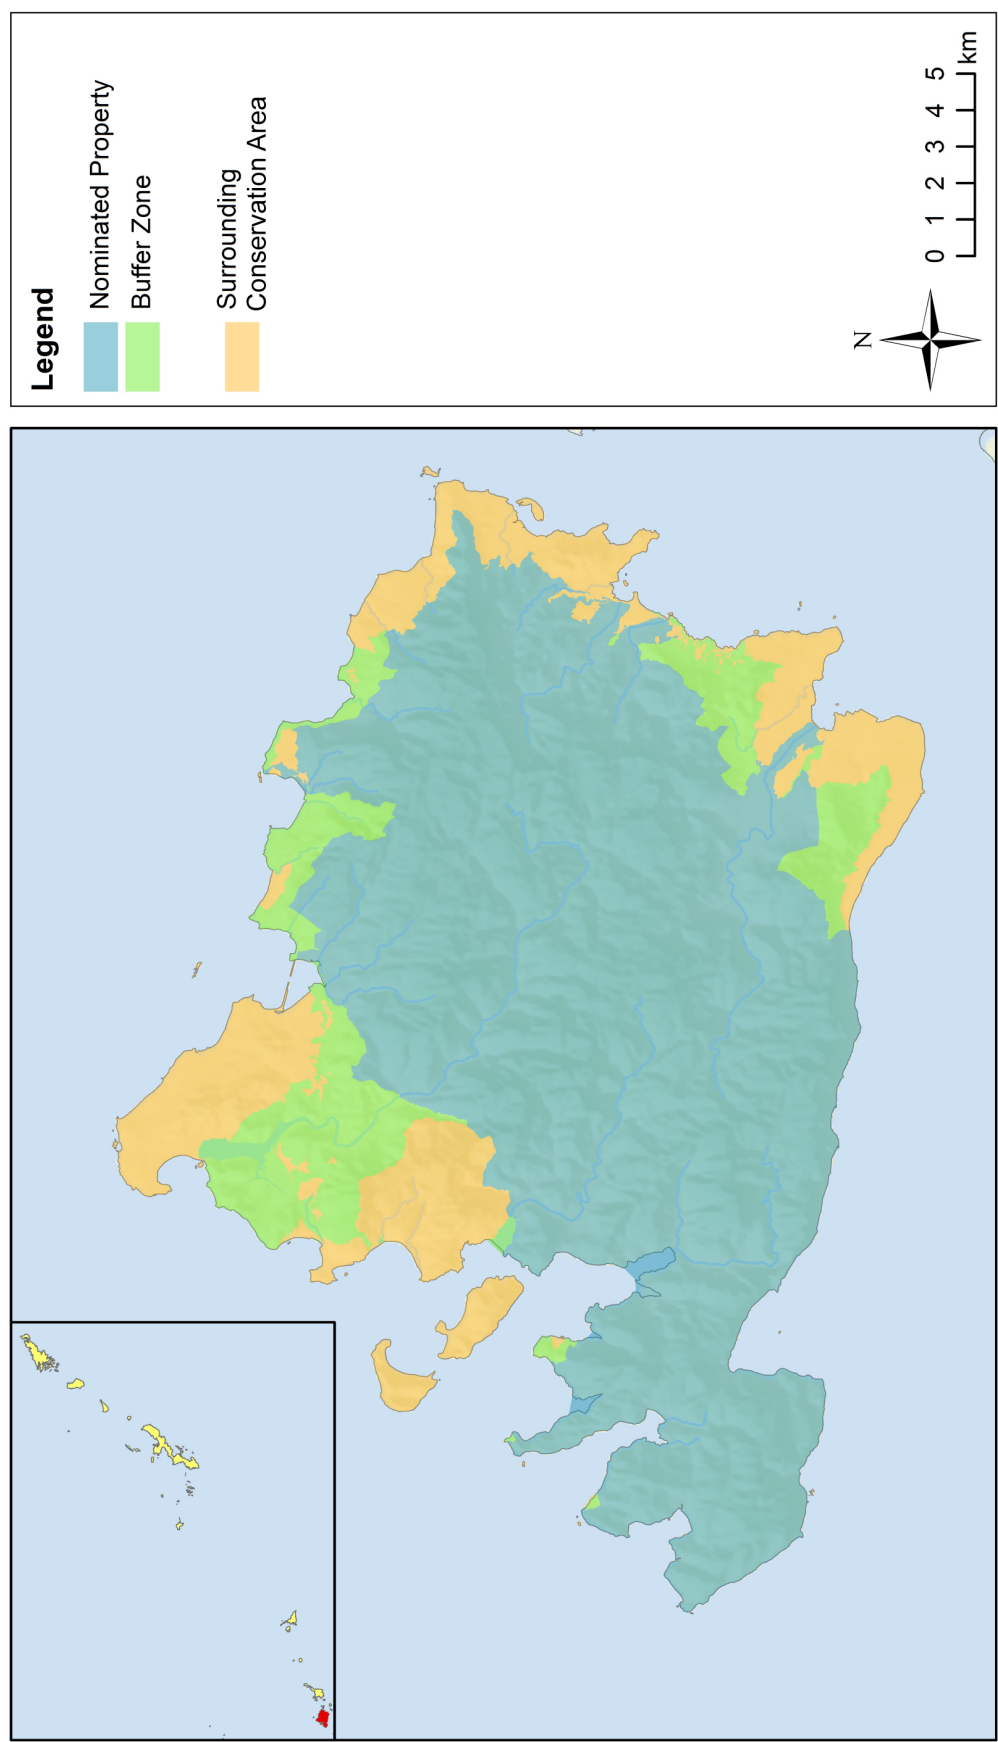 Legend
Nominated Property
Buffer Zone
Surrounding
Conservation Area
N
0 1 2 3 4 5
km